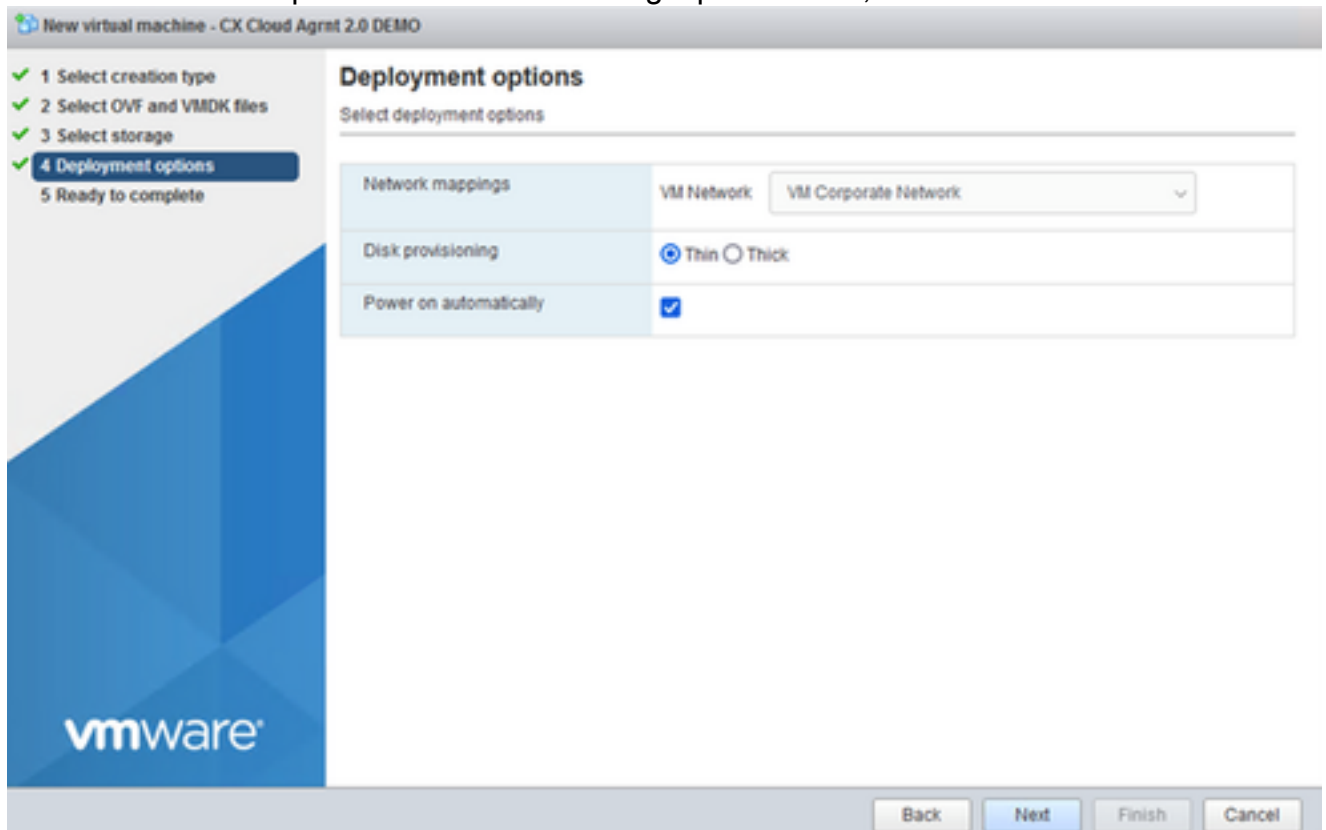 New virtual machine - CX Cloud Agrnt 2.0 DEMO
1 Select creation type
2 Select OVF and VMDK files
3 Select storage
4 Deployment options
5 Ready to complete
Deployment options
Select deployment options
Network mappings
VM Network VM Corporate Network
Disk provisioning
Thin Thick
Power on automatically
vmware
Back Next Finish Cancel